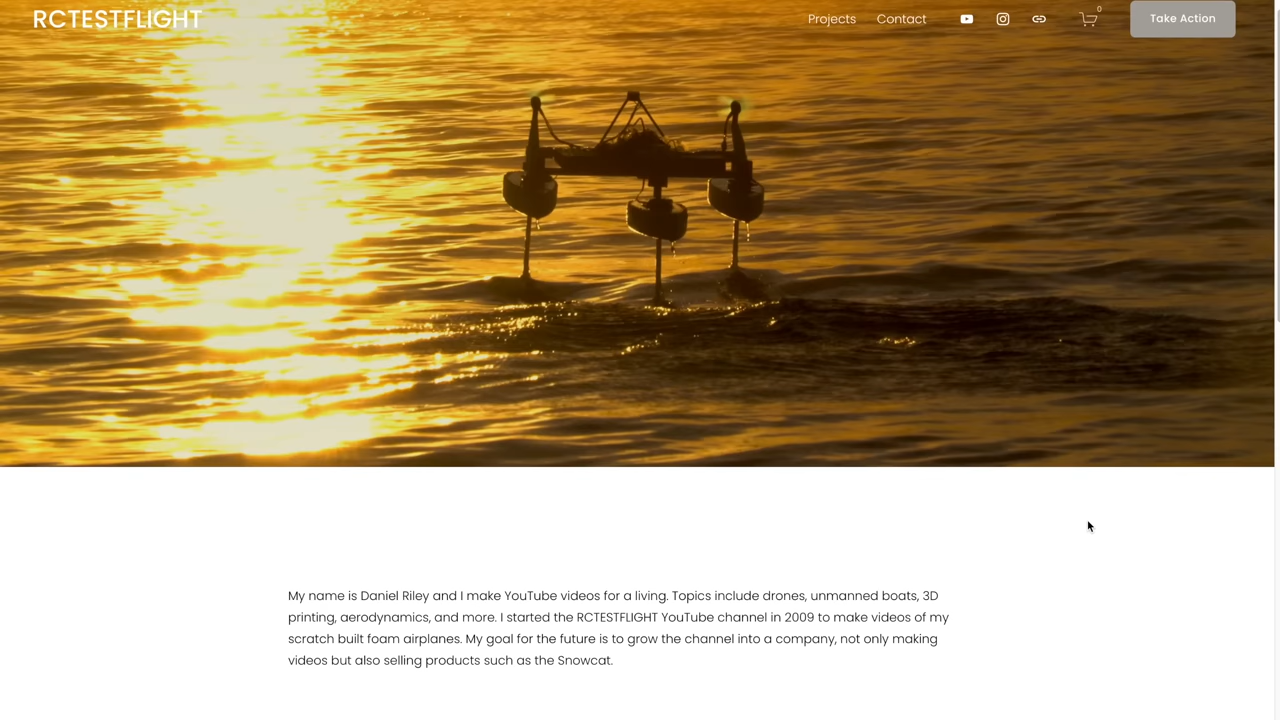 RCTESTFLIGHT
Projects Contact 0 Take Action
My name is Daniel Riley and I make YouTube videos for a living. Topics include drones, unmanned boats, 3D
printing, aerodynamics, and more. I started the RCTESTFLIGHT YouTube channel in 2009 to make videos of my
scratch built foam airplanes. My goal for the future is to grow the channel into a company, not only making
videos but also selling products such as the Snowcat.